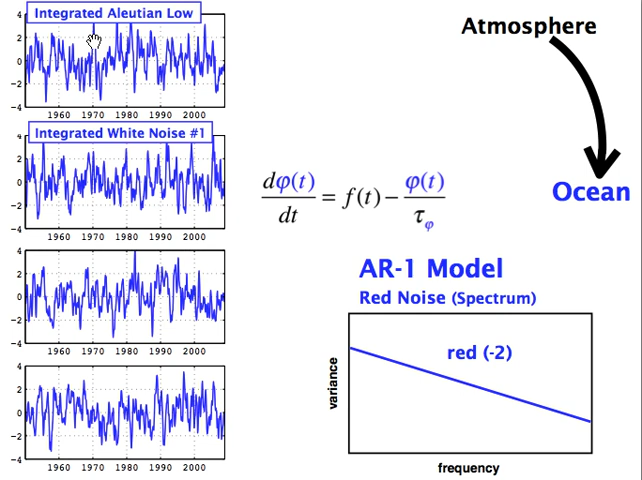 Integrated Aleutian Low
4
2
0
−2
−4
1960 1970 1980 1990 2000
Integrated White Noise #1
4
2
0
−2
−4
1960 1970 1980 1990 2000
4
2
0
−2
−4
1960 1970 1980 1990 2000
4
2
0
−2
−4
1960 1970 1980 1990 2000
Atmosphere
Ocean
dφ(t)/dt = f(t) − φ(t)/τφ
AR-1 Model
Red Noise (Spectrum)
red (-2)
variance
frequency